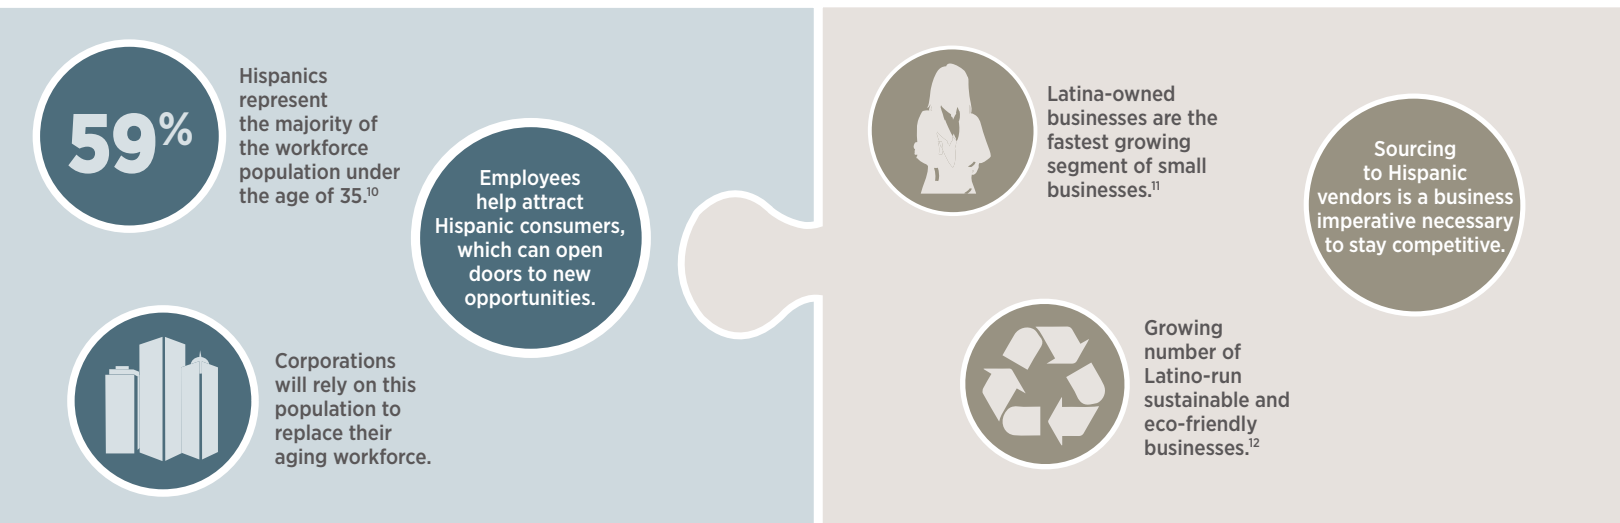 59%
Hispanics
represent
the majority of
the workforce
population under
the age of 35.10
Employees
help attract
Hispanic consumers,
which can open
doors to new
opportunities.
Corporations
will rely on this
population to
replace their
aging workforce.
Latina-owned
businesses are the
fastest growing
segment of small
businesses.11
Sourcing
to Hispanic
vendors is a business
imperative necessary
to stay competitive.
Growing
number of
Latino-run
sustainable and
eco-friendly
businesses.12